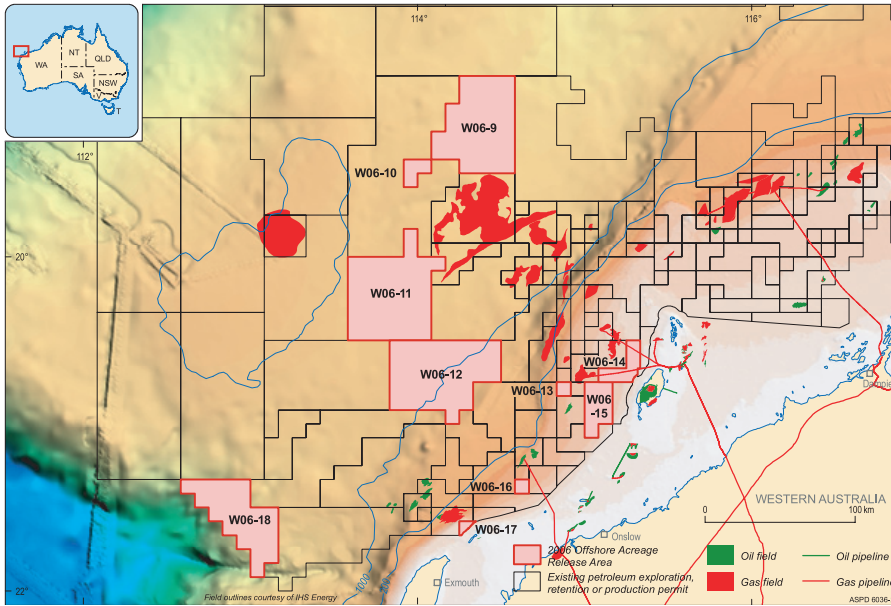 114°
116°
NT
WA
QLD
SA
NSW
V
T
112°
W06-9
W06-10
20°
W06-11
W06-14
W06-12
W06-13
W06
-15
Dampier
W06-16
WESTERN AUSTRALIA
0
100 km
W06-18
W06-17
Onslow
2006 Offshore Acreage
Release Area
Oil field
Oil pipeline
Existing petroleum exploration,
retention or production permit
Gas field
Gas pipeline
1000
22°
Exmouth
Field outlines courtesy of IHS Energy
ASPD 6036-